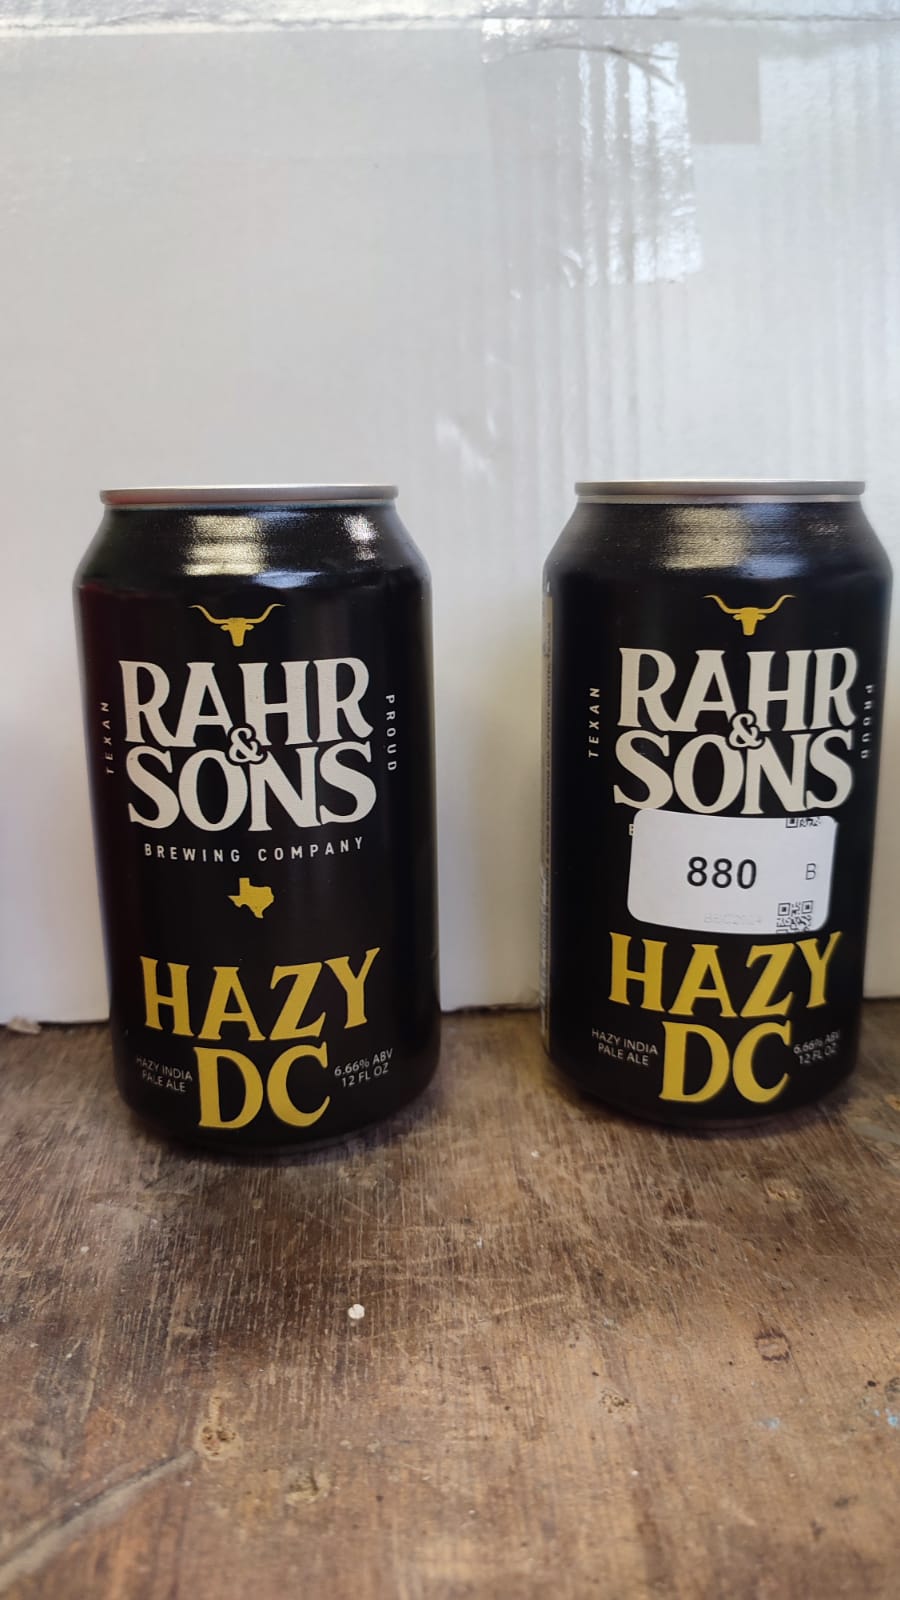 TEXAN
RAHR
&
SONS
PROUD
BREWING COMPANY
HAZY
DC
HAZY INDIA
PALE ALE
6.66% ABV
12 FL OZ
TEXAN
RAHR
&
SONS
PROUD
880
B
HAZY
DC
HAZY INDIA
PALE ALE
6.66% ABV
12 FL OZ